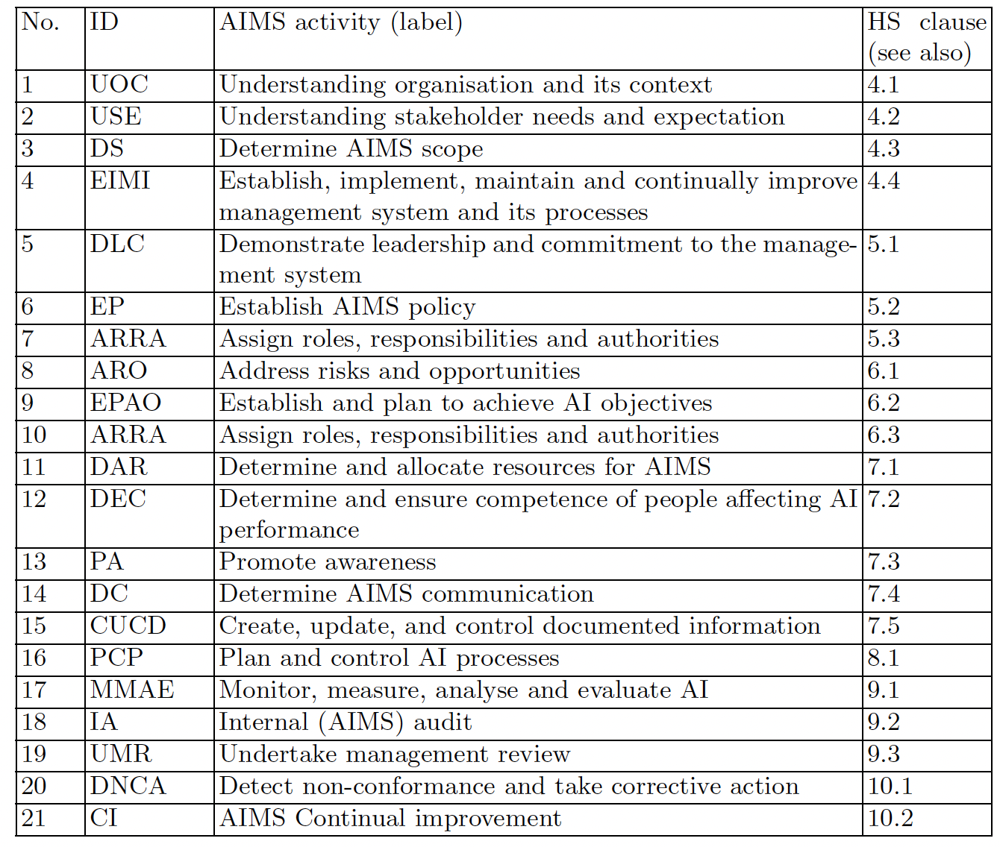 No. ID AIMS activity (label) HS clause
(see also)
1 UOC Understanding organisation and its context 4.1
2 USE Understanding stakeholder needs and expectation 4.2
3 DS Determine AIMS scope 4.3
4 EIMI Establish, implement, maintain and continually improve 4.4
management system and its processes
5 DLC Demonstrate leadership and commitment to the manage- 5.1
ment system
6 EP Establish AIMS policy 5.2
7 ARRA Assign roles, responsibilities and authorities 5.3
8 ARO Address risks and opportunities 6.1
9 EPAO Establish and plan to achieve AI objectives 6.2
10 ARRA Assign roles, responsibilities and authorities 6.3
11 DAR Determine and allocate resources for AIMS 7.1
12 DEC Determine and ensure competence of people affecting AI 7.2
performance
13 PA Promote awareness 7.3
14 DC Determine AIMS communication 7.4
15 CUCD Create, update, and control documented information 7.5
16 PCP Plan and control AI processes 8.1
17 MMAE Monitor, measure, analyse and evaluate AI 9.1
18 IA Internal (AIMS) audit 9.2
19 UMR Undertake management review 9.3
20 DNCA Detect non-conformance and take corrective action 10.1
21 CI AIMS Continual improvement 10.2